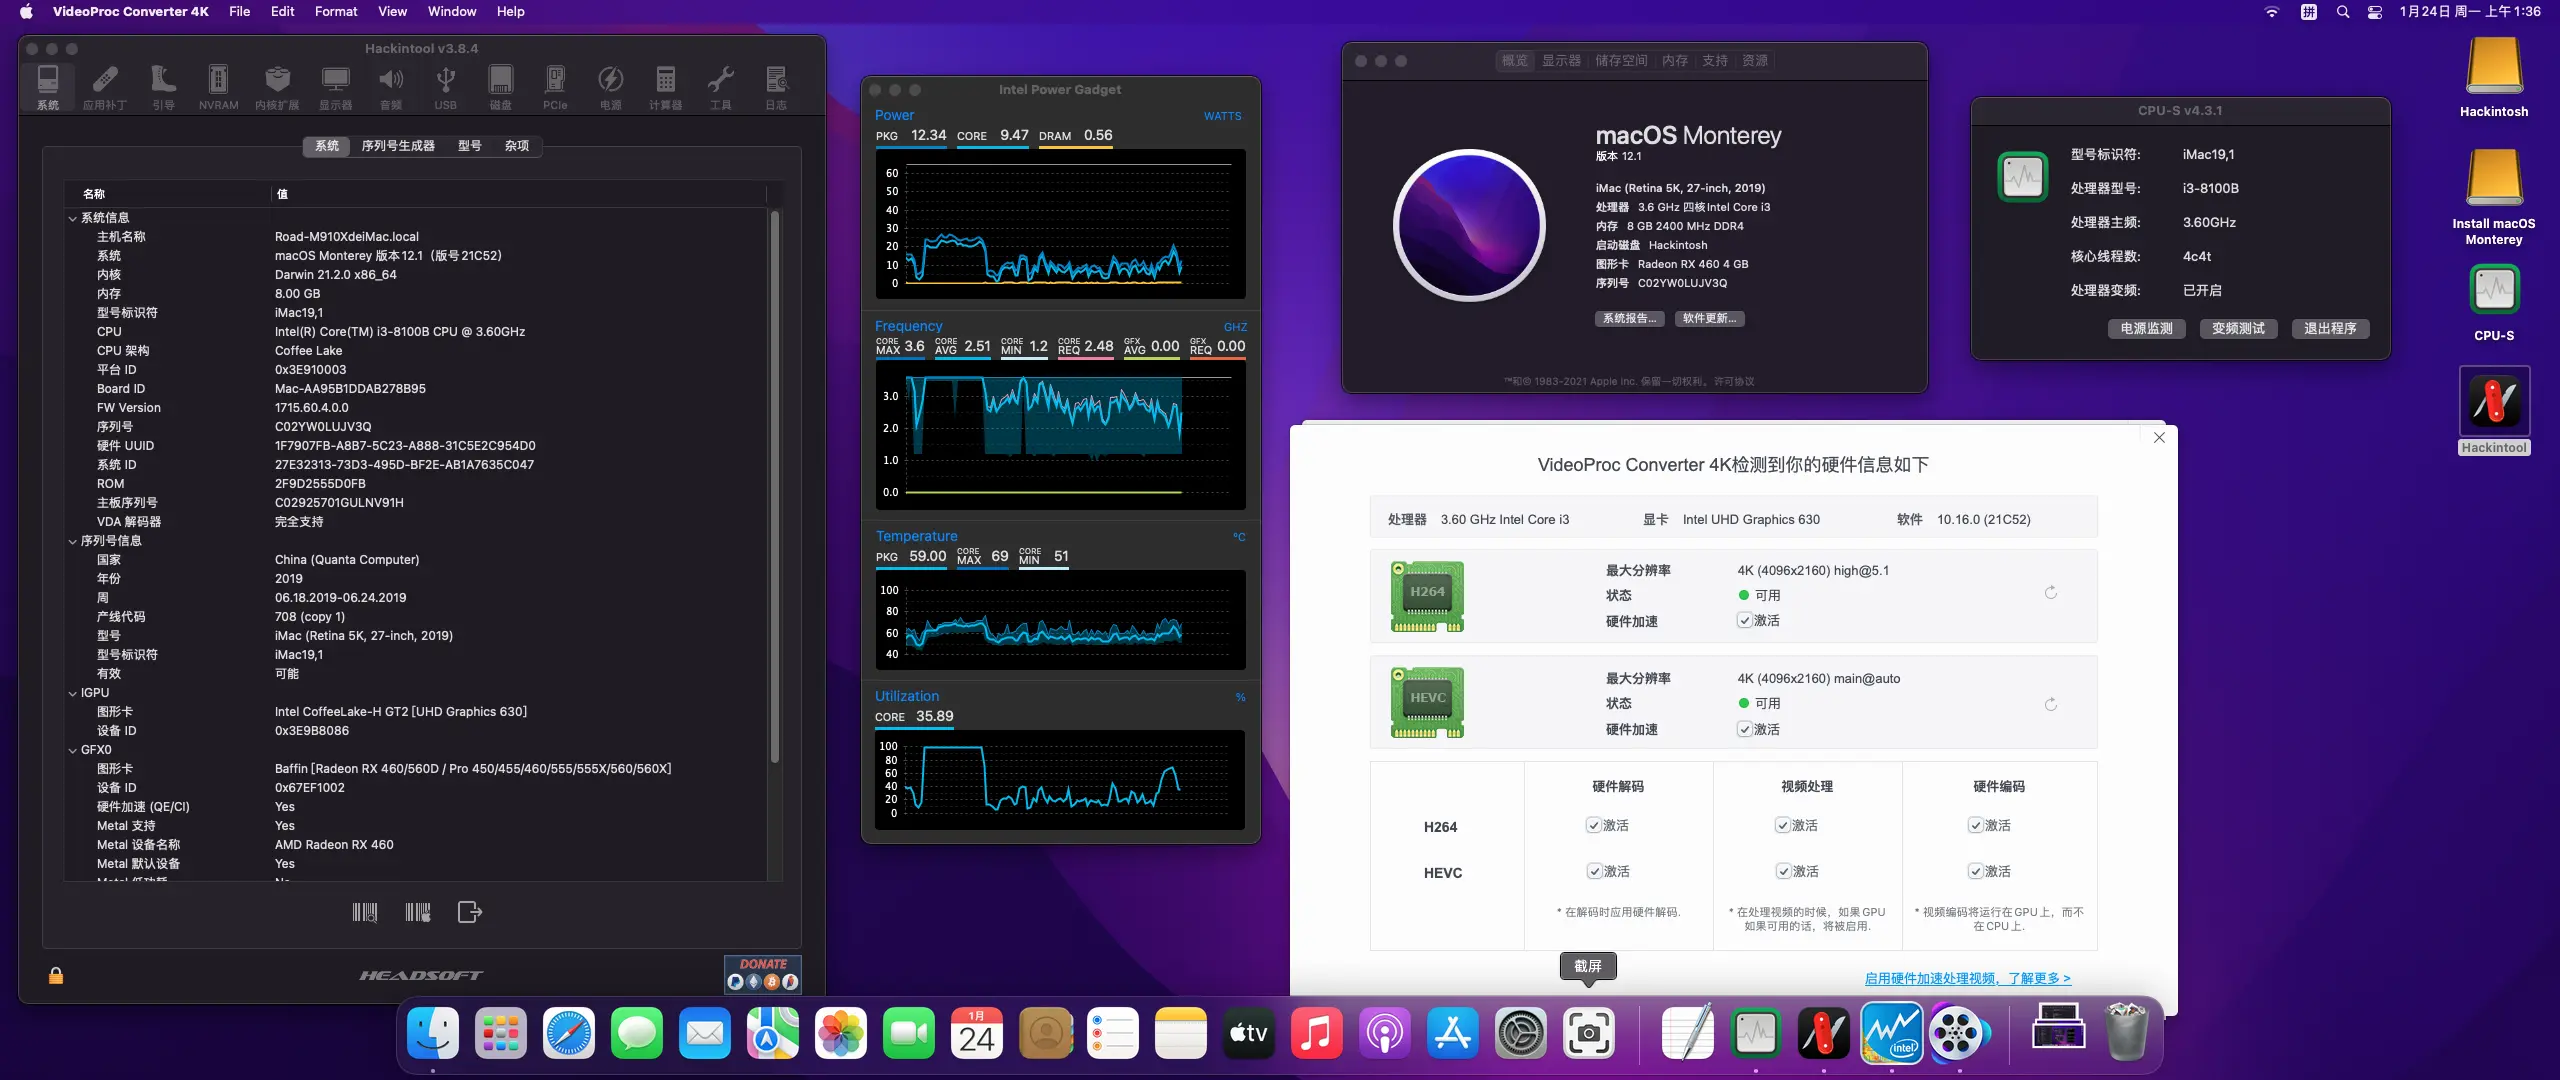 VideoProc Converter 4K File Edit Format View Window Help
拼 1月24日 周一 上午1:36
Hackintool v3.8.4
系统 应用补丁 引导 NVRAM 内核扩展 显示器 音频 USB 磁盘 PCIe 电源 计算器 工具 日志
系统 序列号生成器 型号 杂项
名称 值
系统信息
主机名称 Road-M910XdeiMac.local
系统 macOS Monterey 版本12.1（版号21C52）
内核 Darwin 21.2.0 x86_64
内存 8.00 GB
型号标识符 iMac19,1
CPU Intel(R) Core(TM) i3-8100B CPU @ 3.60GHz
CPU 架构 Coffee Lake
平台 ID 0x3E910003
Board ID Mac-AA95B1DDAB278B95
FW Version 1715.60.4.0.0
序列号 C02YW0LUJV3Q
硬件 UUID 1F7907FB-A8B7-5C23-A888-31C5E2C954D0
系统 ID 27E32313-73D3-495D-BF2E-AB1A7635C047
ROM 2F9D2555D0FB
主板序列号 C02925701GULNV91H
VDA 解码器 完全支持
序列号信息
国家 China (Quanta Computer)
年份 2019
周 06.18.2019-06.24.2019
产线代码 708 (copy 1)
型号 iMac (Retina 5K, 27-inch, 2019)
型号标识符 iMac19,1
有效 可能
IGPU
图形卡 Intel CoffeeLake-H GT2 [UHD Graphics 630]
设备 ID 0x3E9B8086
GFX0
图形卡 Baffin [Radeon RX 460/560D / Pro 450/455/460/555/555X/560/560X]
设备 ID 0x67EF1002
硬件加速 (QE/CI) Yes
Metal 支持 Yes
Metal 设备名称 AMD Radeon RX 460
Metal 默认设备 Yes
HEADSOFT
DONATE
Intel Power Gadget
Power WATTS
PKG 12.34 CORE 9.47 DRAM 0.56
60
50
40
30
20
10
0
Frequency GHZ
CORE MAX 3.6 CORE AVG 2.51 CORE MIN 1.2 CORE REQ 2.48 GFX AVG 0.00 GFX REQ 0.00
3.0
2.0
1.0
0.0
Temperature °C
PKG 59.00 CORE MAX 69 CORE MIN 51
100
80
60
40
Utilization %
CORE 35.89
100
80
60
40
20
0
概览 显示器 储存空间 内存 支持 资源
macOS Monterey
版本 12.1
iMac (Retina 5K, 27-inch, 2019)
处理器 3.6 GHz 四核Intel Core i3
内存 8 GB 2400 MHz DDR4
启动磁盘 Hackintosh
图形卡 Radeon RX 460 4 GB
序列号 C02YW0LUJV3Q
系统报告... 软件更新...
™和© 1983-2021 Apple Inc. 保留一切权利。许可协议
CPU-S v4.3.1
型号标识符: iMac19,1
处理器型号: i3-8100B
处理器主频: 3.60GHz
核心线程数: 4c4t
处理器变频: 已开启
电源监测 变频测试 退出程序
Hackintosh
Install macOS
Monterey
CPU-S
Hackintool
VideoProc Converter 4K检测到你的硬件信息如下
处理器 3.60 GHz Intel Core i3 显卡 Intel UHD Graphics 630 软件 10.16.0 (21C52)
H264
最大分辨率 4K (4096x2160) high@5.1
状态 可用
硬件加速 激活
HEVC
最大分辨率 4K (4096x2160) main@auto
状态 可用
硬件加速 激活
硬件解码 视频处理 硬件编码
H264 激活 激活 激活
HEVC 激活 激活 激活
* 在解码时应用硬件解码. * 在处理视频的时候，如果GPU * 视频编码将运行在GPU上，而不
如果可用的话，将被启用. 在CPU上.
启用硬件加速处理视频，了解更多 >
截屏
1月
24
tv
intel